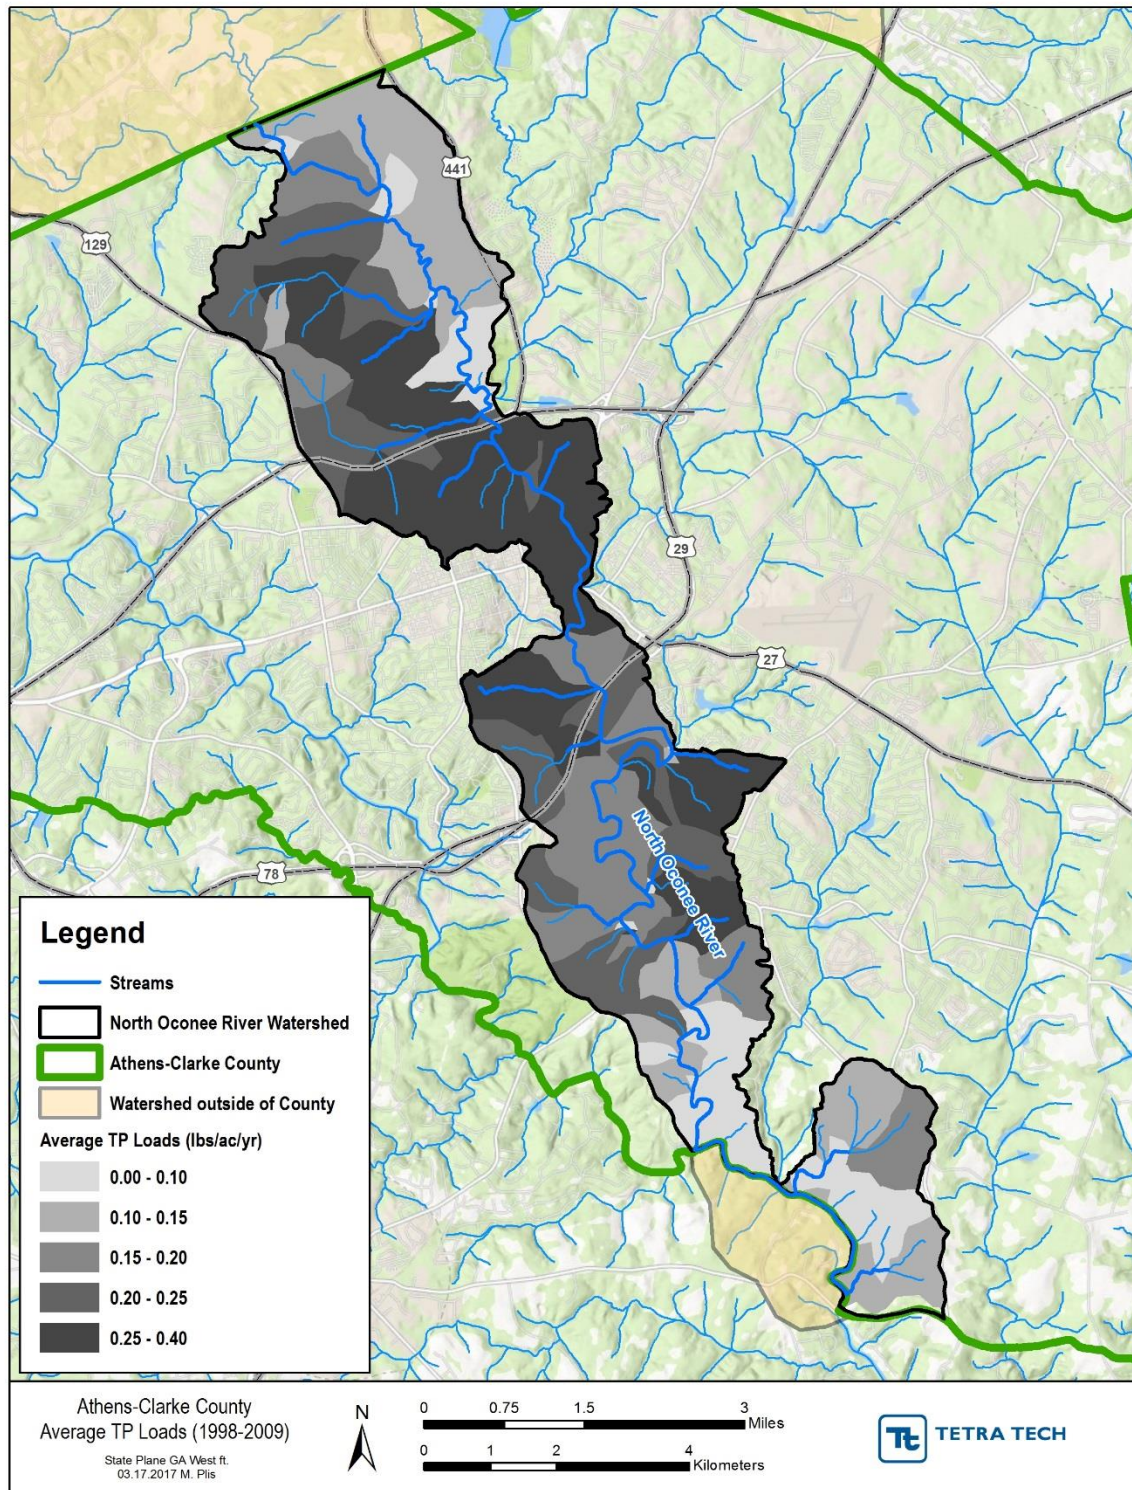 441
129
29
27
North Oconee River
78
Legend
Streams
North Oconee River Watershed
Athens-Clarke County
Watershed outside of County
Average TP Loads (lbs/ac/yr)
0.00 - 0.10
0.10 - 0.15
0.15 - 0.20
0.20 - 0.25
0.25 - 0.40
Athens-Clarke County
Average TP Loads (1998-2009)
State Plane GA West ft.
03.17.2017 M. Plis
N
0 0.75 1.5 3
Miles
0 1 2 4
Kilometers
Tt TETRA TECH